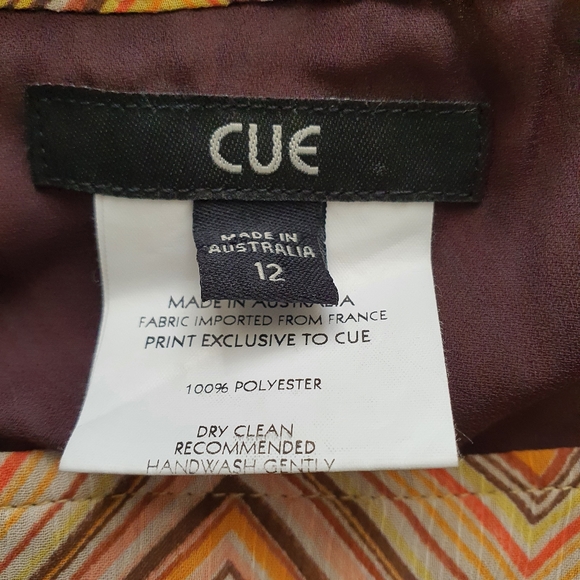 CUE
MADE IN
AUSTRALIA
12
MADE IN AUSTRALIA
FABRIC IMPORTED FROM FRANCE
PRINT EXCLUSIVE TO CUE
100% POLYESTER
DRY CLEAN
RECOMMENDED
HANDWASH GENTLY